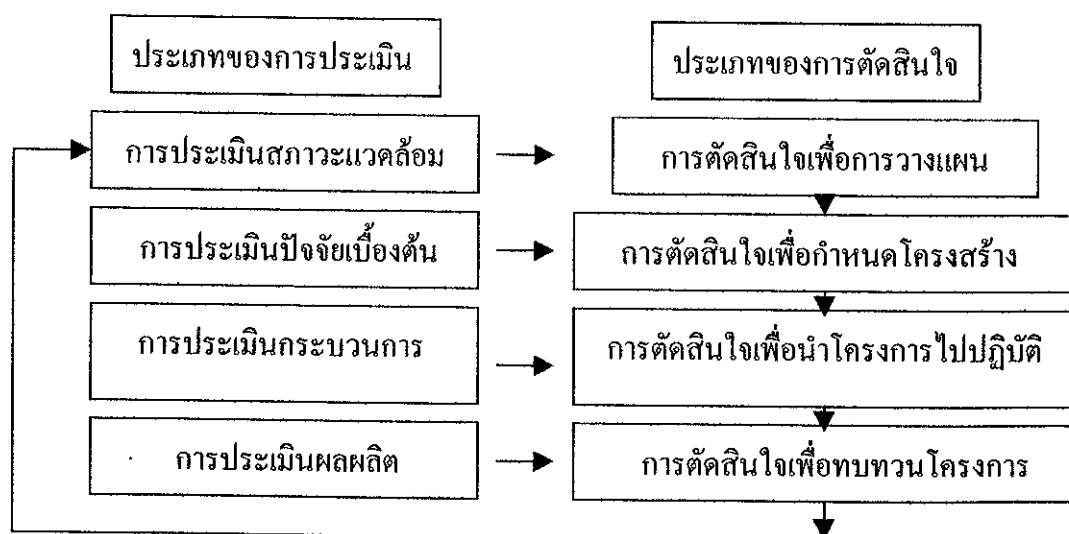 ประเภทของการประเมิน
ประเภทของการตัดสินใจ
การประเมินสภาวะแวดล้อม
การตัดสินใจเพื่อการวางแผน
การประเมินปัจจัยเบื้องต้น
การตัดสินใจเพื่อกำหนดโครงสร้าง
การประเมินกระบวนการ
การตัดสินใจเพื่อนำโครงการไปปฏิบัติ
การประเมินผลผลิต
การตัดสินใจเพื่อทบทวนโครงการ